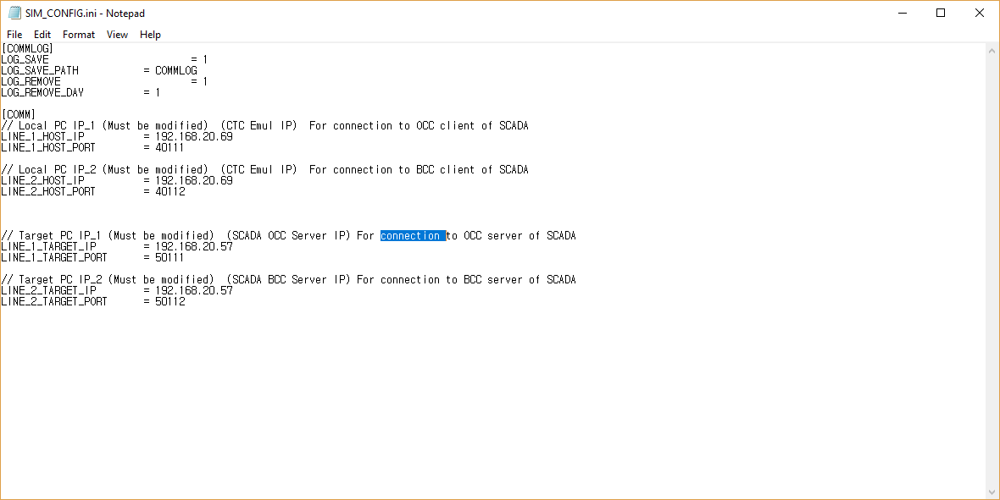 SIM_CONFIG.ini - Notepad
File Edit Format View Help
[COMMLOG]
LOG_SAVE = 1
LOG_SAVE_PATH = COMMLOG
LOG_REMOVE = 1
LOG_REMOVE_DAY = 1
[COMM]
// Local PC IP_1 (Must be modified) (CTC Emul IP) For connection to OCC client of SCADA
LINE_1_HOST_IP = 192.168.20.69
LINE_1_HOST_PORT = 40111
// Local PC IP_2 (Must be modified) (CTC Emul IP) For connection to BCC client of SCADA
LINE_2_HOST_IP = 192.168.20.69
LINE_2_HOST_PORT = 40112
// Target PC IP_1 (Must be modified) (SCADA OCC Server IP) For connection to OCC server of SCADA
LINE_1_TARGET_IP = 192.168.20.57
LINE_1_TARGET_PORT = 50111
// Target PC IP_2 (Must be modified) (SCADA BCC Server IP) For connection to BCC server of SCADA
LINE_2_TARGET_IP = 192.168.20.57
LINE_2_TARGET_PORT = 50112